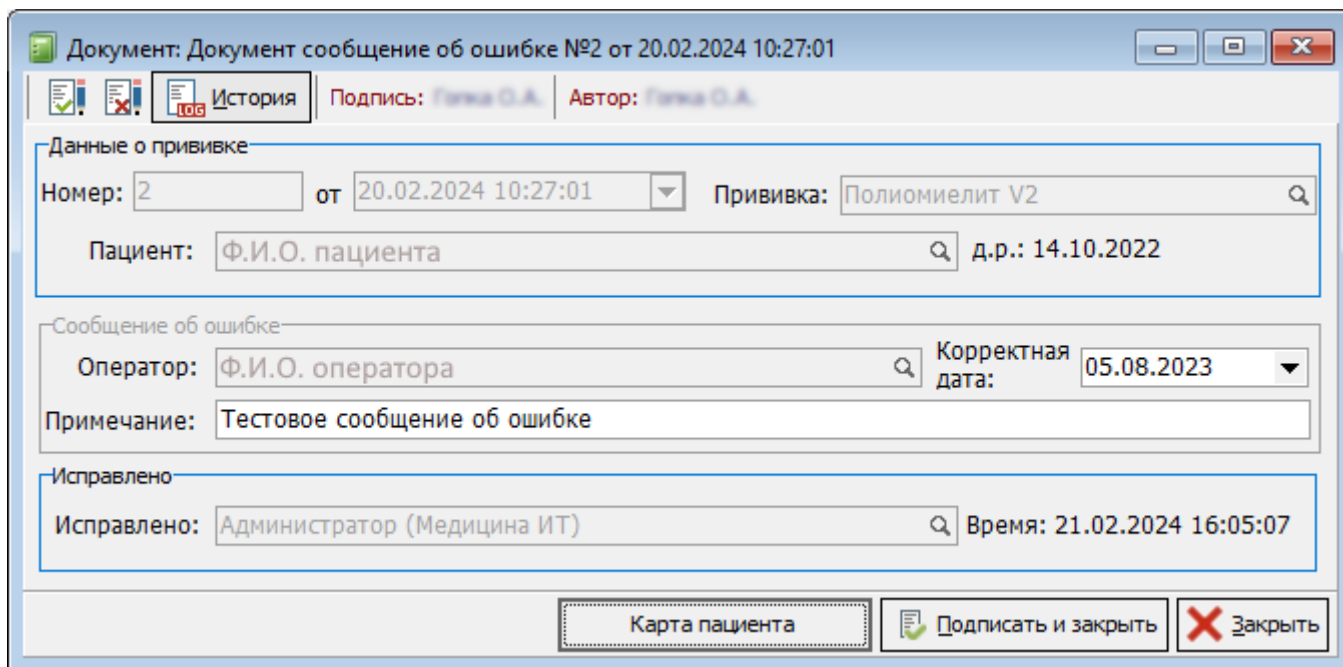 Документ: Документ сообщение об ошибке №2 от 20.02.2024 10:27:01
LOG История Подпись: Автор:
Данные о прививке
Номер: 2 от 20.02.2024 10:27:01 Прививка: Полиомиелит V2
Пациент: Ф.И.О. пациента д.р.: 14.10.2022
Сообщение об ошибке
Оператор: Ф.И.О. оператора Корректная дата: 05.08.2023
Примечание: Тестовое сообщение об ошибке
Исправлено
Исправлено: Администратор (Медицина ИТ) Время: 21.02.2024 16:05:07
Карта пациента Подписать и закрыть Закрыть